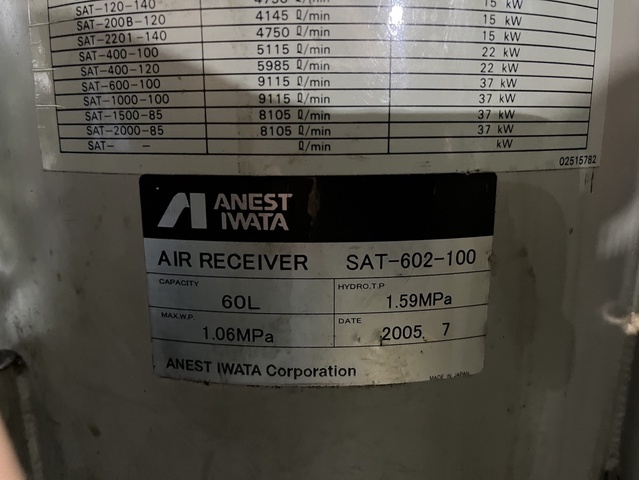 SAT-120-140 4750 ℓ/min 15 kW
SAT-200B-120 4145 ℓ/min 15 kW
SAT-2201-140 4750 ℓ/min 15 kW
SAT-400-100 5115 ℓ/min 22 kW
SAT-400-120 5985 ℓ/min 22 kW
SAT-600-100 9115 ℓ/min 37 kW
SAT-1000-100 9115 ℓ/min 37 kW
SAT-1500-85 8105 ℓ/min 37 kW
SAT-2000-85 8105 ℓ/min 37 kW
SAT- - ℓ/min kW
02515782
ANEST
IWATA
AIR RECEIVER SAT-602-100
CAPACITY HYDRO.T.P
60L 1.59MPa
MAX.W.P. DATE
1.06MPa 2005. 7
ANEST IWATA Corporation
MADE IN JAPAN